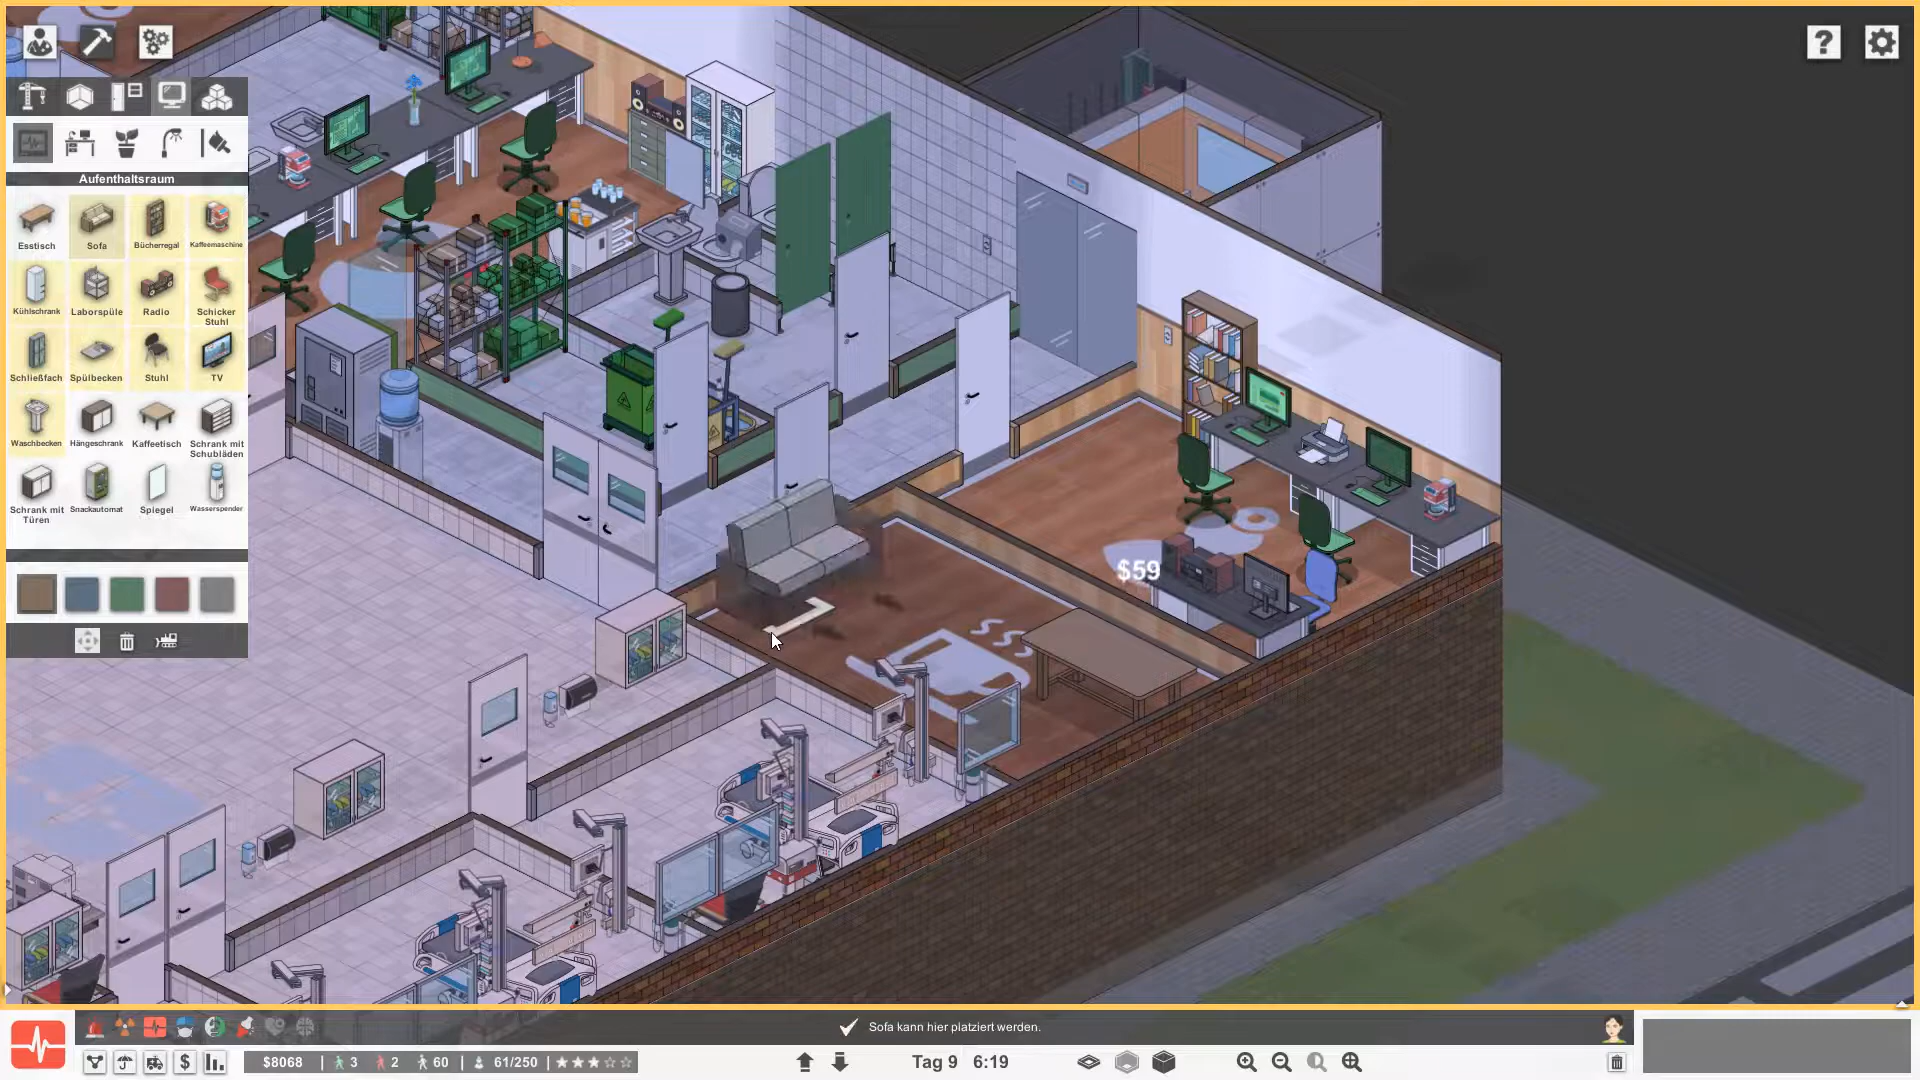 ?
Aufenthaltsraum
Esstisch
Sofa
Bücherregal
Kaffeemaschine
Kühlschrank
Laborspüle
Radio
Schicker
Stuhl
Schließfach
Spülbecken
Stuhl
TV
Waschbecken
Hängeschrank
Kaffeetisch
Schrank mit
Schubläden
Schrank mit
Türen
Snackautomat
Spiegel
Wasserspender
$59
Sofa kann hier platziert werden.
$
$8068 | 3 2 60 | 61/250 |
Tag 9 6:19